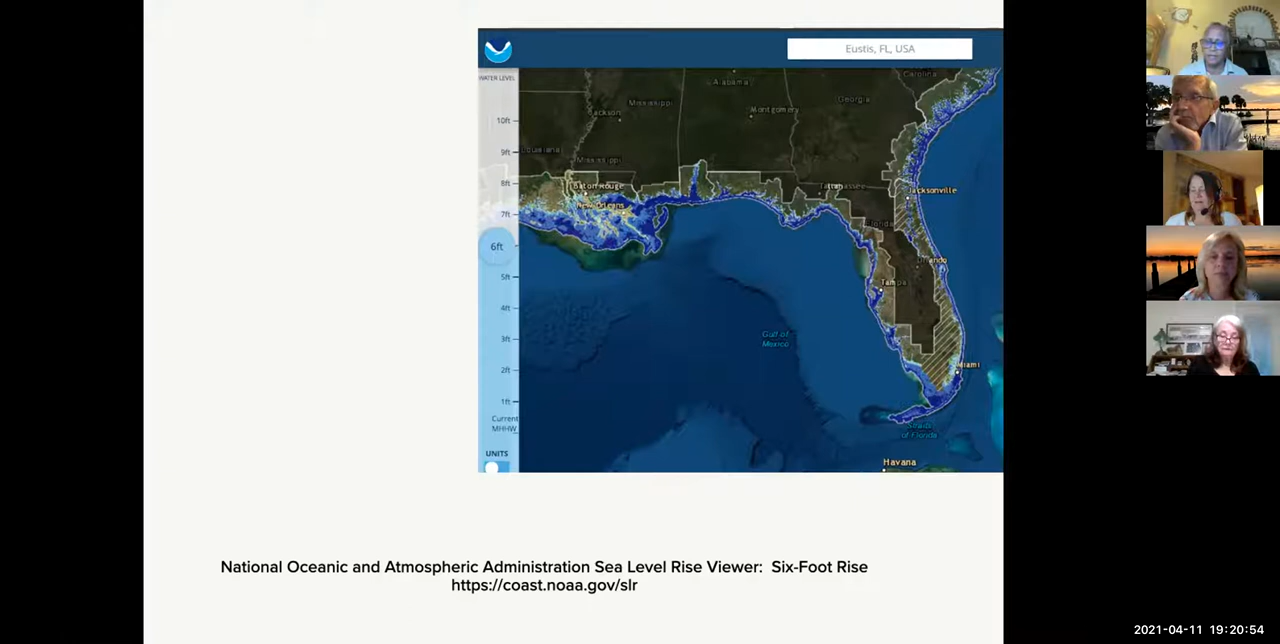 Eustis, FL, USA
WATER LEVEL
Carolina
Alabama
Mississippi
Georgia
Jackson
Montgomery
10ft
9ft
Louisiana
Mississippi
8ft
Baton Rouge
Jacksonville
New Orleans
7ft
Florida
6ft
Orlando
5ft
Tampa
4ft
Gulf of
Mexico
3ft
2ft
Miami
1ft
Current
MHHW
Straits
of Florida
UNITS
Havana
National Oceanic and Atmospheric Administration Sea Level Rise Viewer: Six-Foot Rise
https://coast.noaa.gov/slr
2021-04-11 19:20:54